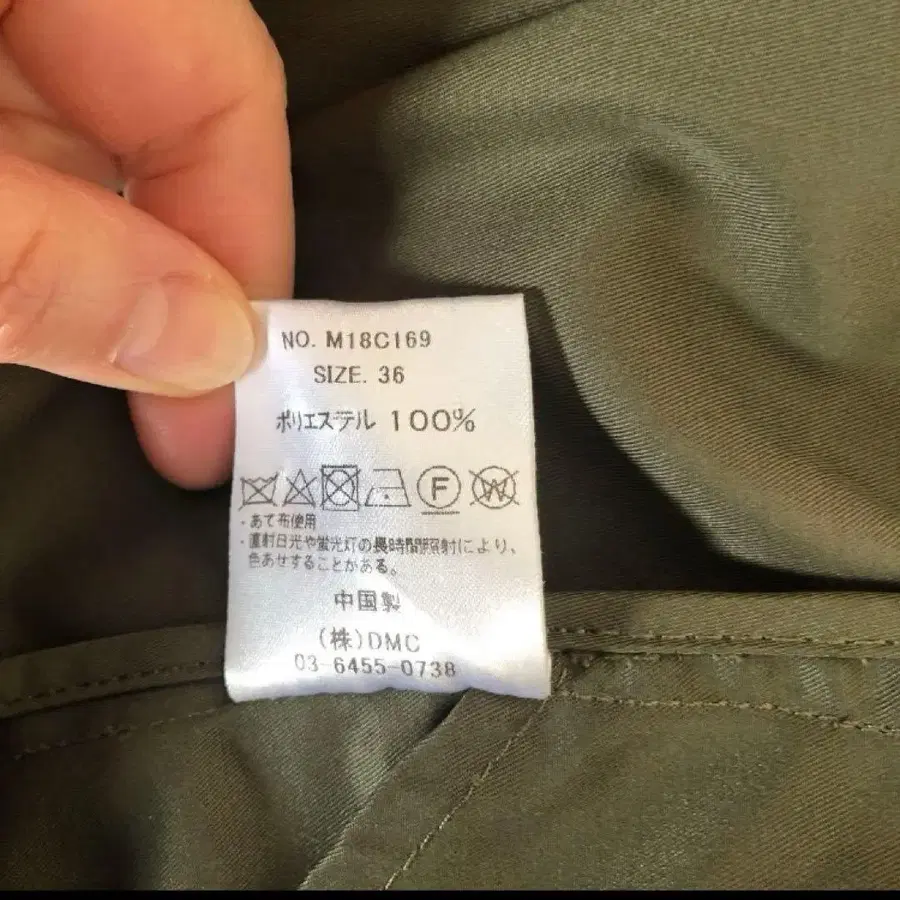 NO. M18C169
SIZE. 36
ポリエステル 100%
F W
・あて布使用
・直射日光や蛍光灯の長時間照射により、
色あせすることがある。
中国製
(株)DMC
03-6455-0738